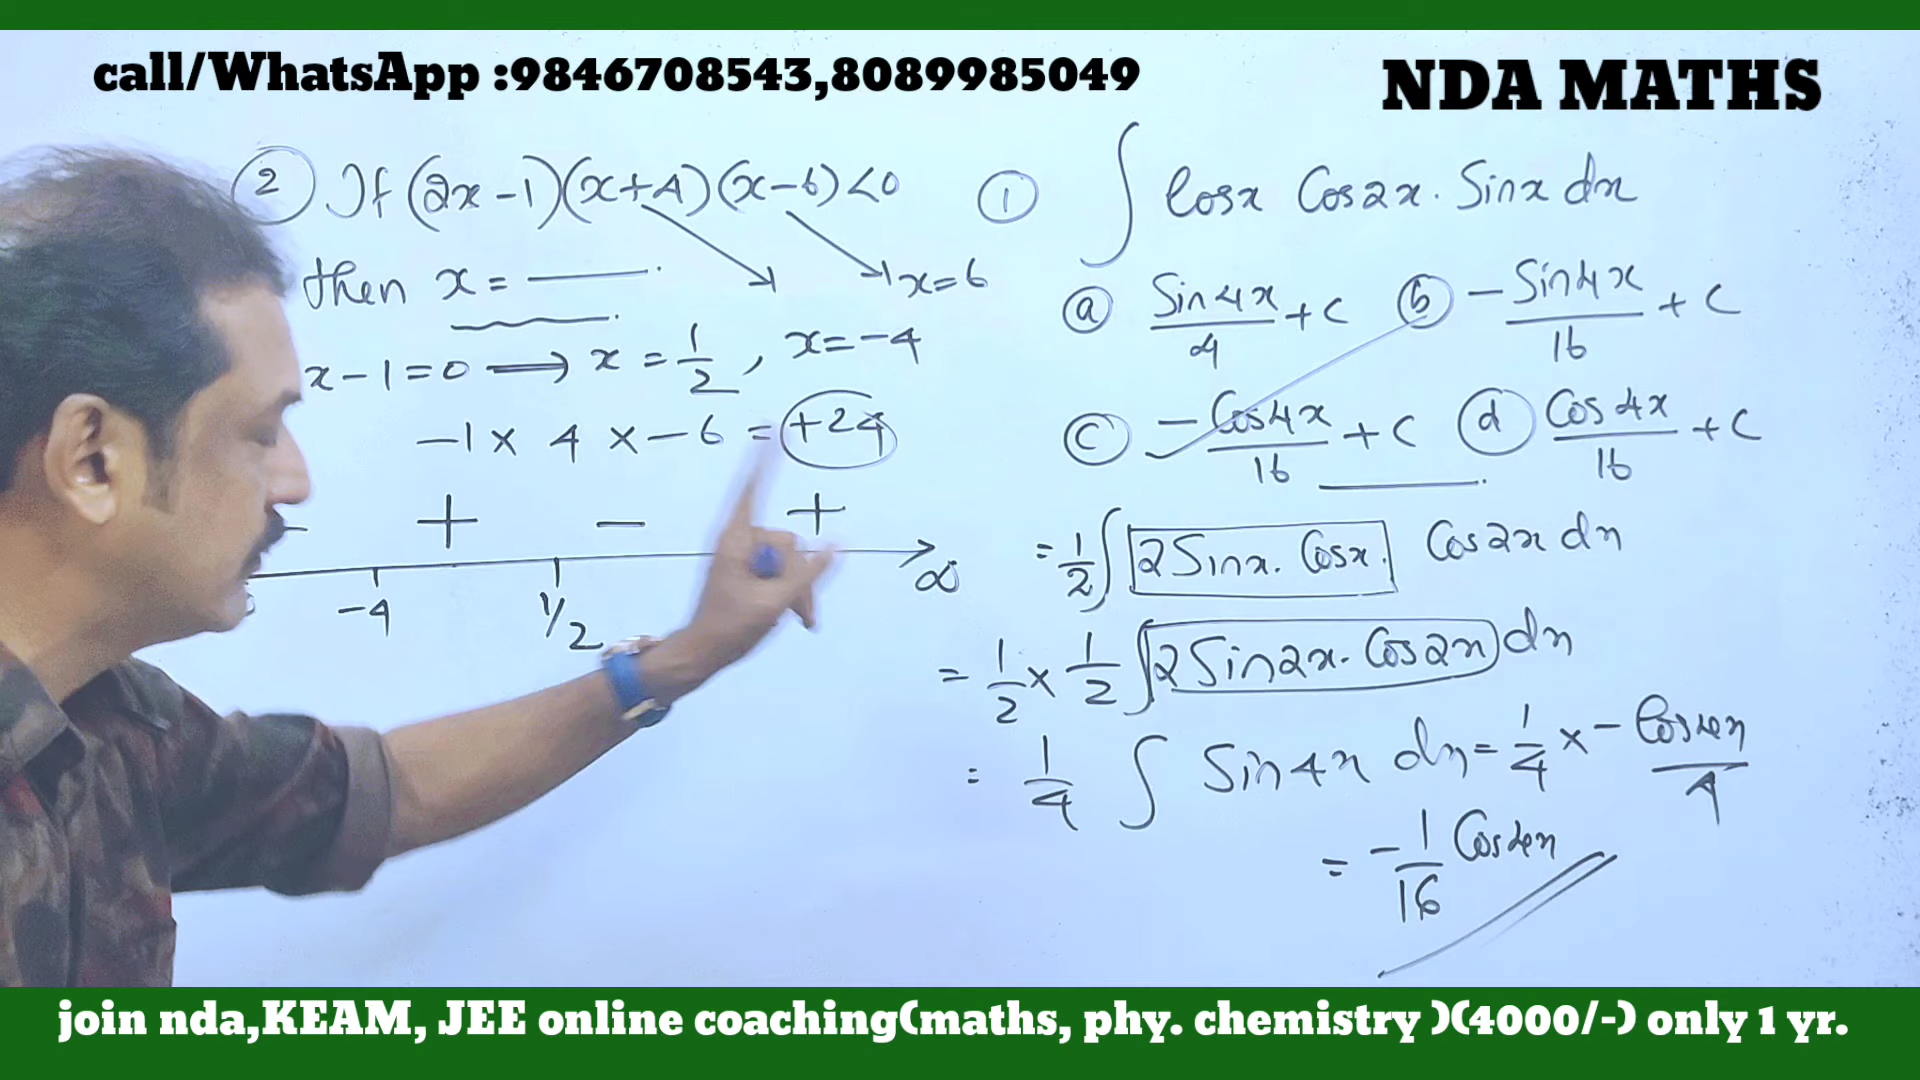 call/WhatsApp :9846708543,8089985049
NDA MATHS
② If (2x-1)(x+4)(x-6)<0
then x = ———.
x=6
x-1=0 ⟶ x = 1/2, x=-4
-1 x 4 x -6 = +24
- + - +
-4 1/2 ∞
① ∫ Cosx Cos2x. Sinx dx
ⓐ Sin4x/4 + C ⓑ -Sin4x/16 + C
ⓒ -Cos4x/16 + C ⓓ Cos4x/16 + C
= 1/2 ∫ 2Sinx. Cosx. Cos2x dx
= 1/2 x 1/2 ∫ 2Sin2x. Cos2x dx
= 1/4 ∫ Sin4x dx = 1/4 x -Cos4x/4
= -1/16 Cos4x
join nda,KEAM, JEE online coaching(maths, phy. chemistry )(4000/-) only 1 yr.